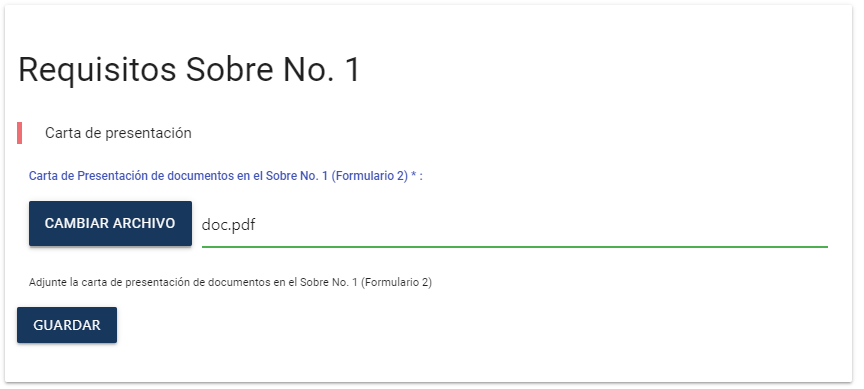 Requisitos Sobre No. 1
Carta de presentación
Carta de Presentación de documentos en el Sobre No. 1 (Formulario 2) * :
CAMBIAR ARCHIVO doc.pdf
Adjunte la carta de presentación de documentos en el Sobre No. 1 (Formulario 2)
GUARDAR